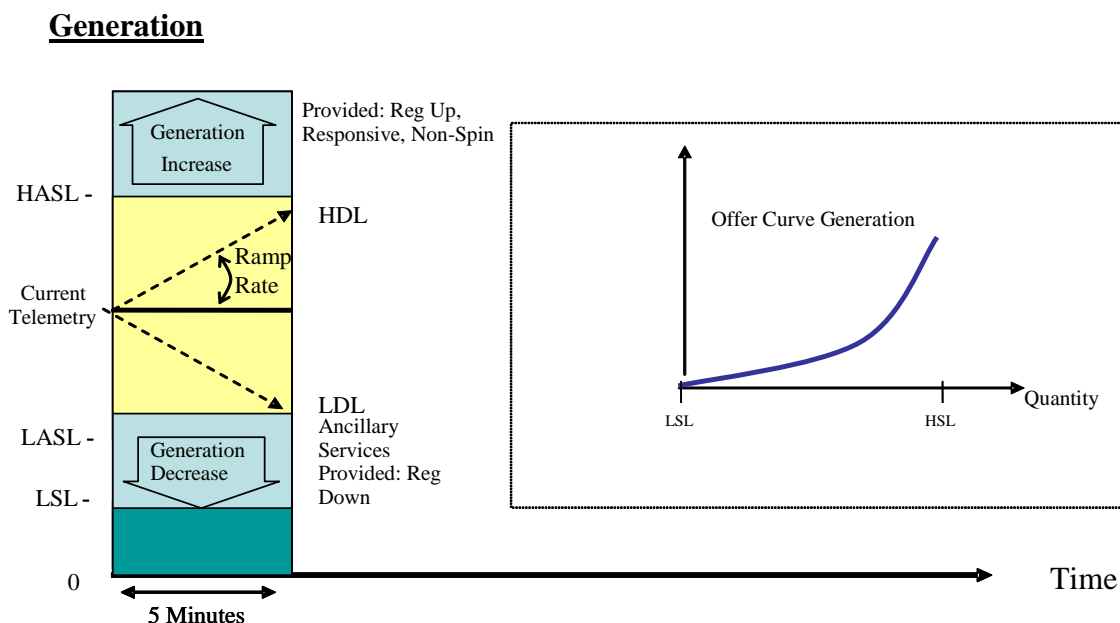 Generation
Provided: Reg Up,
Responsive, Non-Spin
Generation
Increase
HASL -
HDL
Ramp
Rate
Current
Telemetry
LDL
Ancillary
Services
Provided: Reg
Down
LASL -
Generation
Decrease
LSL -
0
5 Minutes
Time
Offer Curve Generation
Quantity
LSL
HSL